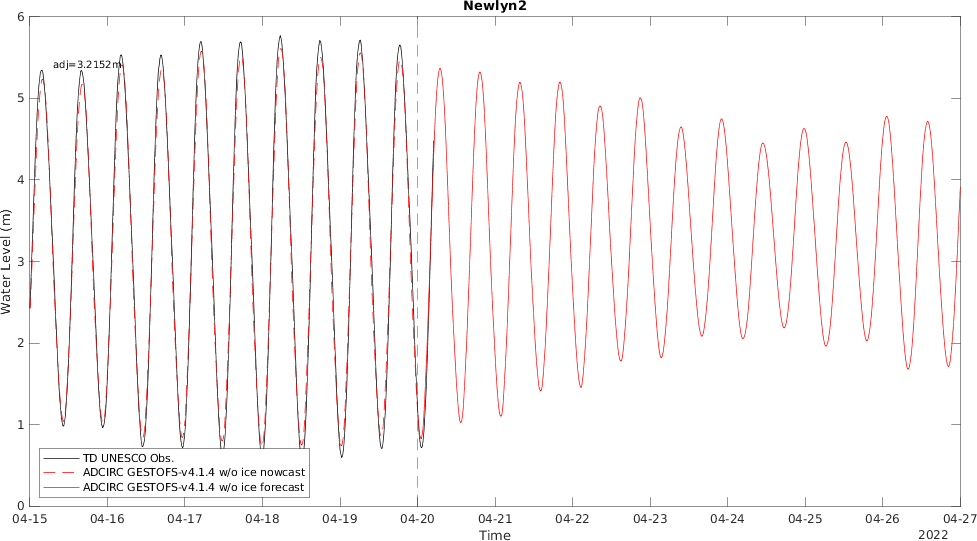 Newlyn2
6
5
4
3
2
1
0
Water Level (m)
adj=3.2152m
TD UNESCO Obs.
ADCIRC GESTOFS-v4.1.4 w/o ice nowcast
ADCIRC GESTOFS-v4.1.4 w/o ice forecast
04-15 04-16 04-17 04-18 04-19 04-20 04-21 04-22 04-23 04-24 04-25 04-26 04-27
Time
2022